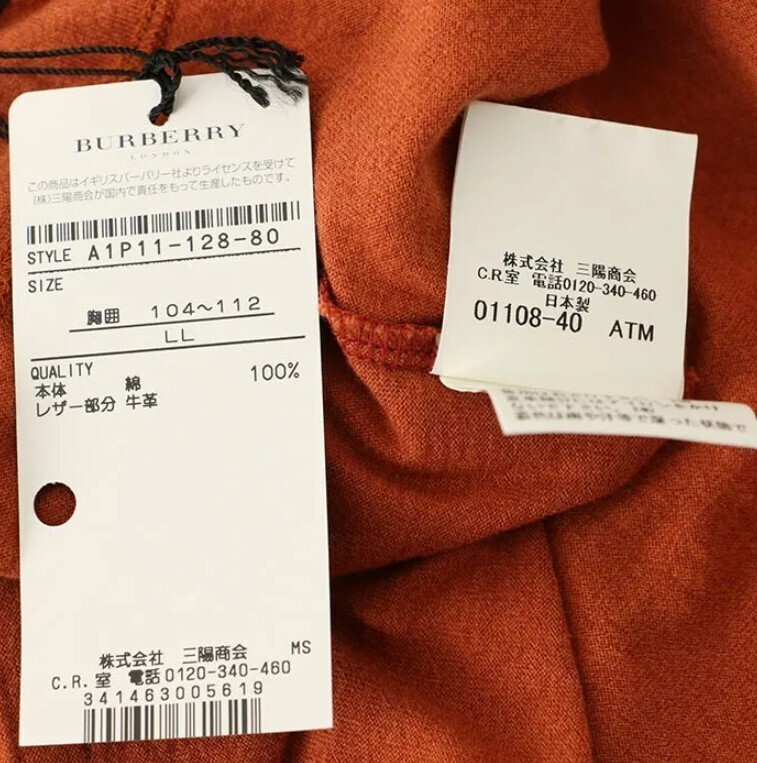 BURBERRY
LONDON
この商品はイギリスバーバリー社よりライセンスを受けて
(株)三陽商会が国内で責任をもって生産したものです。
STYLE A1P11-128-80
SIZE
胸囲 104～112
LL
QUALITY
本体 綿 100%
レザー部分 牛革
株式会社 三陽商会 MS
C.R.室 電話0120-340-460
3414630056​19
株式会社 三陽商会
C.R室 電話0120-340-460
日本製
01108-40 ATM